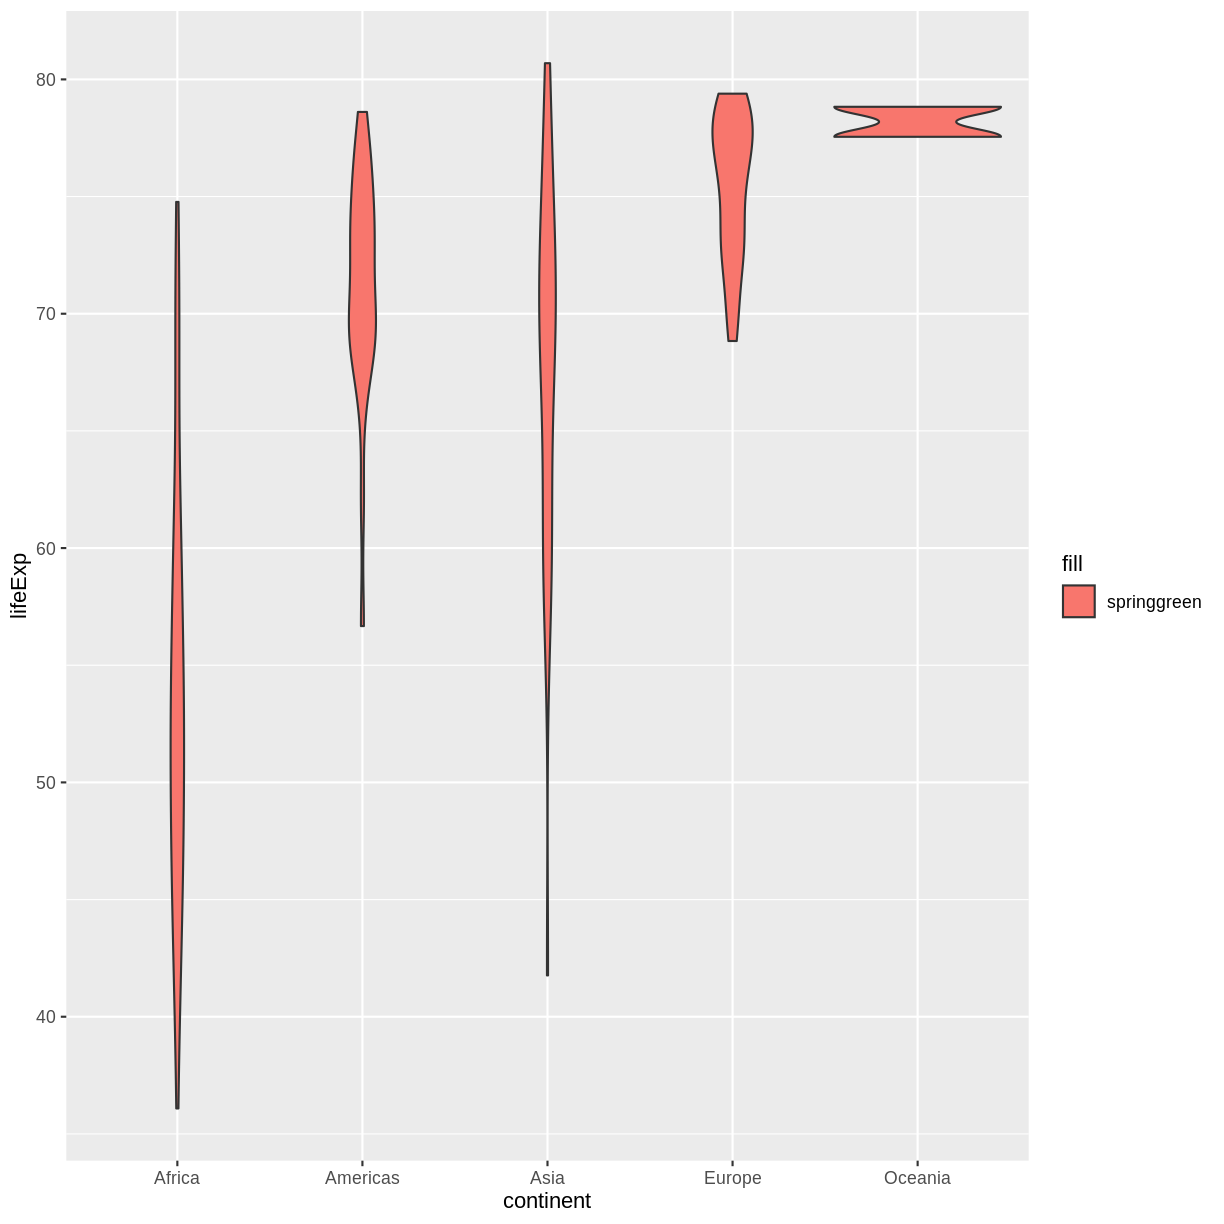 80
70
60
50
40
lifeExp
Africa
Americas
Asia
Europe
Oceania
continent
fill
springgreen